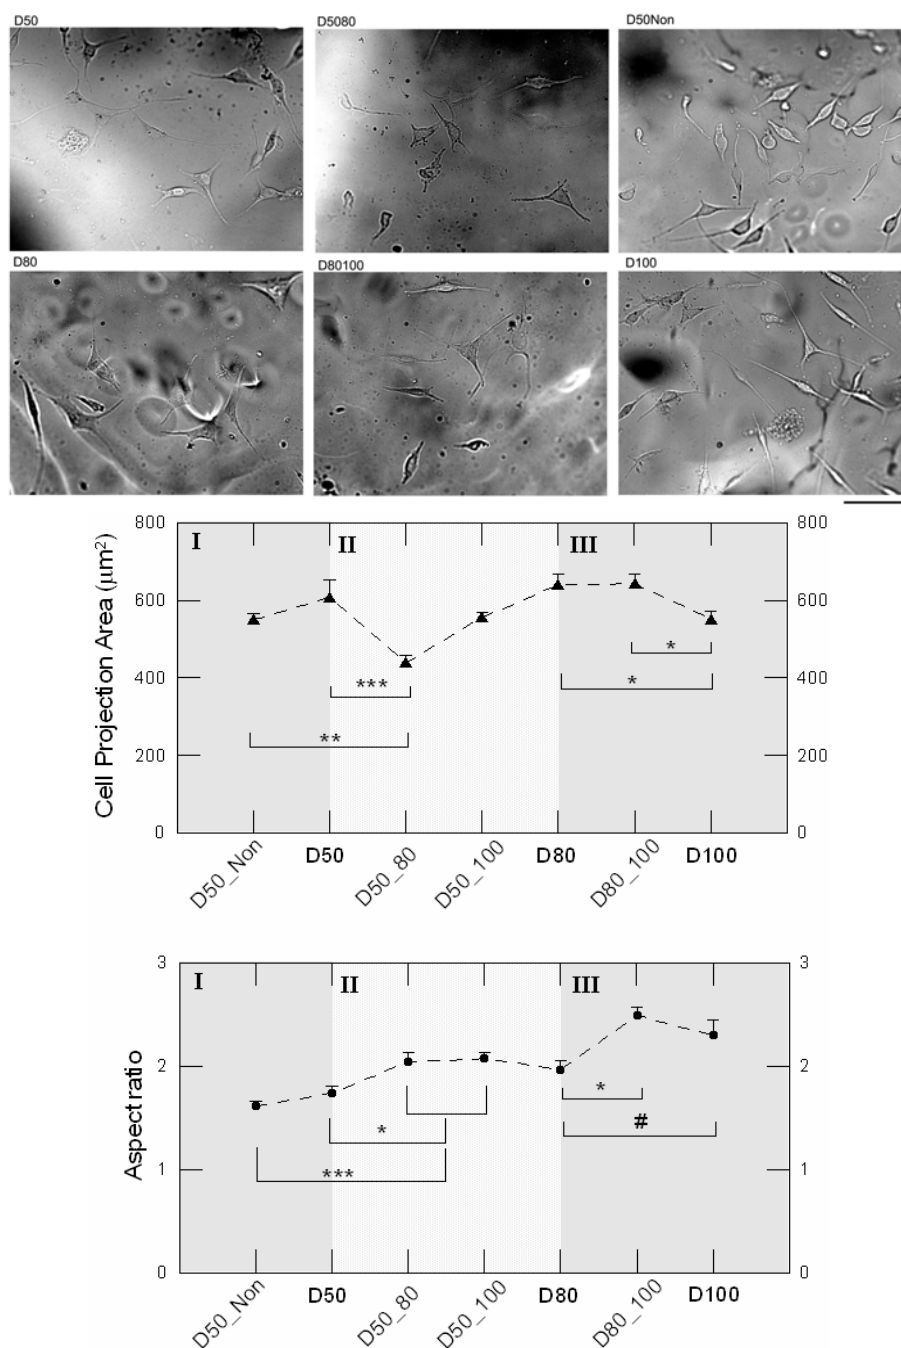 D50 D5080 D50Non
D80 D80100 D100
800 I II III 800
600 600
400 * 400
*** *
200 ** 200
0 0
Cell Projection Area (μm²)
D50_Non D50 D50_80 D50_100 D80 D80_100 D100
3 I II III 3
2 2
*
* #
1 *** 1
0 0
Aspect ratio
D50_Non D50 D50_80 D50_100 D80 D80_100 D100